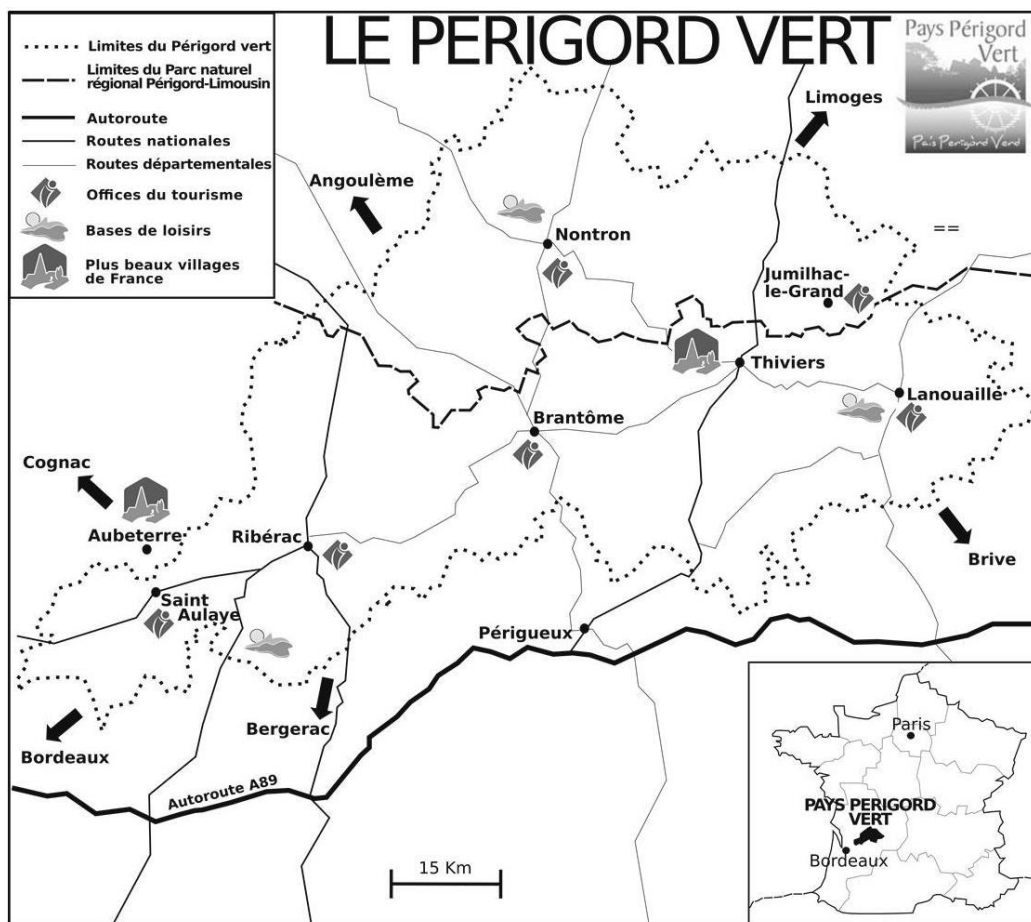 LE PERIGORD VERT
Pays Périgord
Vert
País Perigòrd Verd
Limites du Périgord vert
Limites du Parc naturel
régional Périgord-Limousin
Autoroute
Routes nationales
Routes départementales
Offices du tourisme
Bases de loisirs
Plus beaux villages
de France
Limoges
Angoulème
Nontron
==
Jumilhac-
le-Grand
Thiviers
Lanouaille
Brantôme
Cognac
Aubeterre
Ribérac
Brive
Saint
Aulaye
Périgueux
Bergerac
Bordeaux
Autoroute A89
15 Km
Paris
PAYS PERIGORD
VERT
Bordeaux